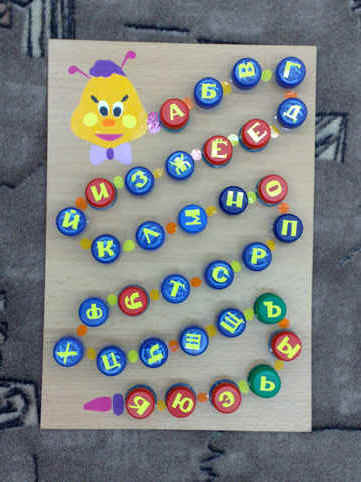 А Б В Г Д
Е Ё Ж З И Й
К Л М Н О П
Р С Т У Ф Х
Ц Ч Ш Щ Ъ Ы
Ь Э Ю Я